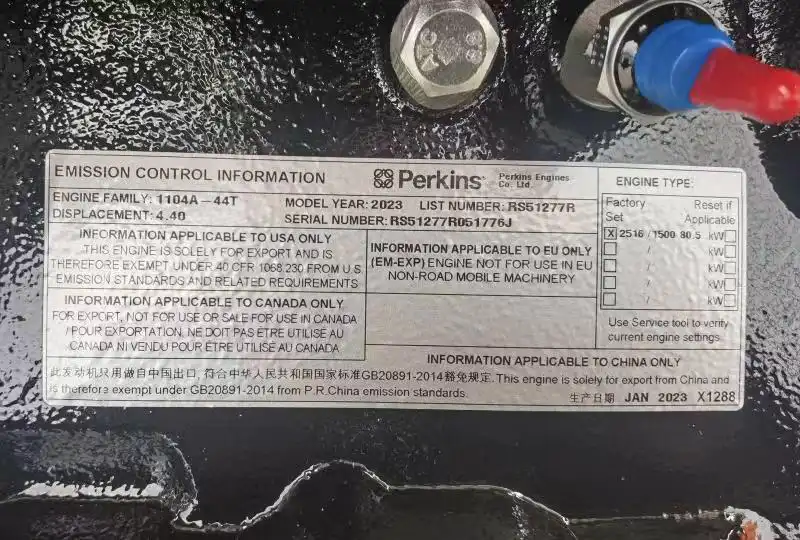 EMISSION CONTROL INFORMATION
Perkins
Perkins Engines
Co. Ltd.
ENGINE FAMILY: 1104A-44T
DISPLACEMENT: 4.40
MODEL YEAR: 2023 LIST NUMBER: RS51277R
SERIAL NUMBER: RS51277R051776J
INFORMATION APPLICABLE TO USA ONLY
THIS ENGINE IS SOLELY FOR EXPORT AND IS
THEREFORE EXEMPT UNDER 40 CFR 1068.230 FROM U.S.
EMISSION STANDARDS AND RELATED REQUIREMENTS
INFORMATION APPLICABLE TO EU ONLY
(EM-EXP) ENGINE NOT FOR USE IN EU
NON-ROAD MOBILE MACHINERY
INFORMATION APPLICABLE TO CANADA ONLY
FOR EXPORT, NOT FOR USE OR SALE FOR USE IN CANADA
/POUR EXPORTATION, NE DOIT PAS ÉTRE UTILISÉ AU
CANADA NI VENDU POUR ÉTRE UTILISÉ AU CANADA
ENGINE TYPE:
Factory Set
Reset if Applicable
X 2516 / 1500 80.5 kW
/ kW
/ kW
/ kW
/ kW
Use Service tool to verify
current engine settings.
INFORMATION APPLICABLE TO CHINA ONLY
此发动机只用做自中国出口, 符合中华人民共和国国家标准GB20891-2014豁免规定. This engine is solely for export from China and
is therefore exempt under GB20891-2014 from P.R.China emission standards.
生产日期 JAN 2023 X1288